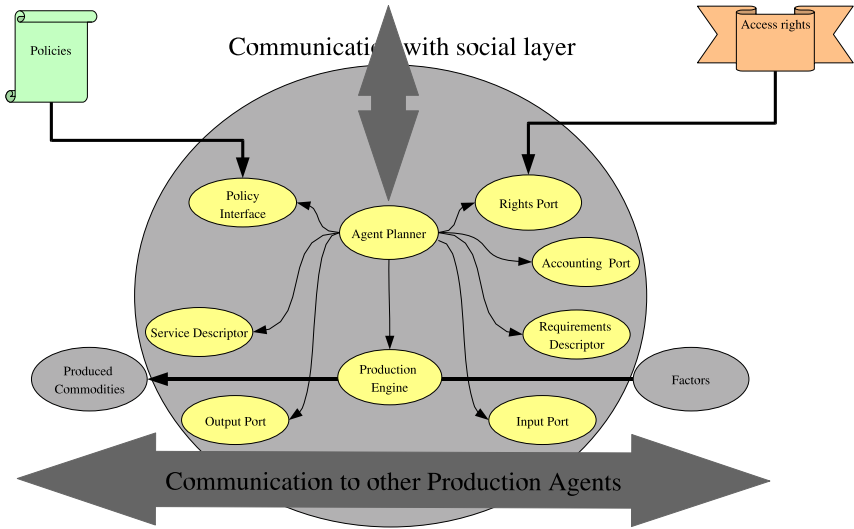 Policies
Access rights
Communication with social layer
Policy
Interface
Rights Port
Agent Planner
Accounting Port
Service Descriptor
Requirements
Descriptor
Produced
Commodities
Production
Engine
Factors
Output Port
Input Port
Communication to other Production Agents